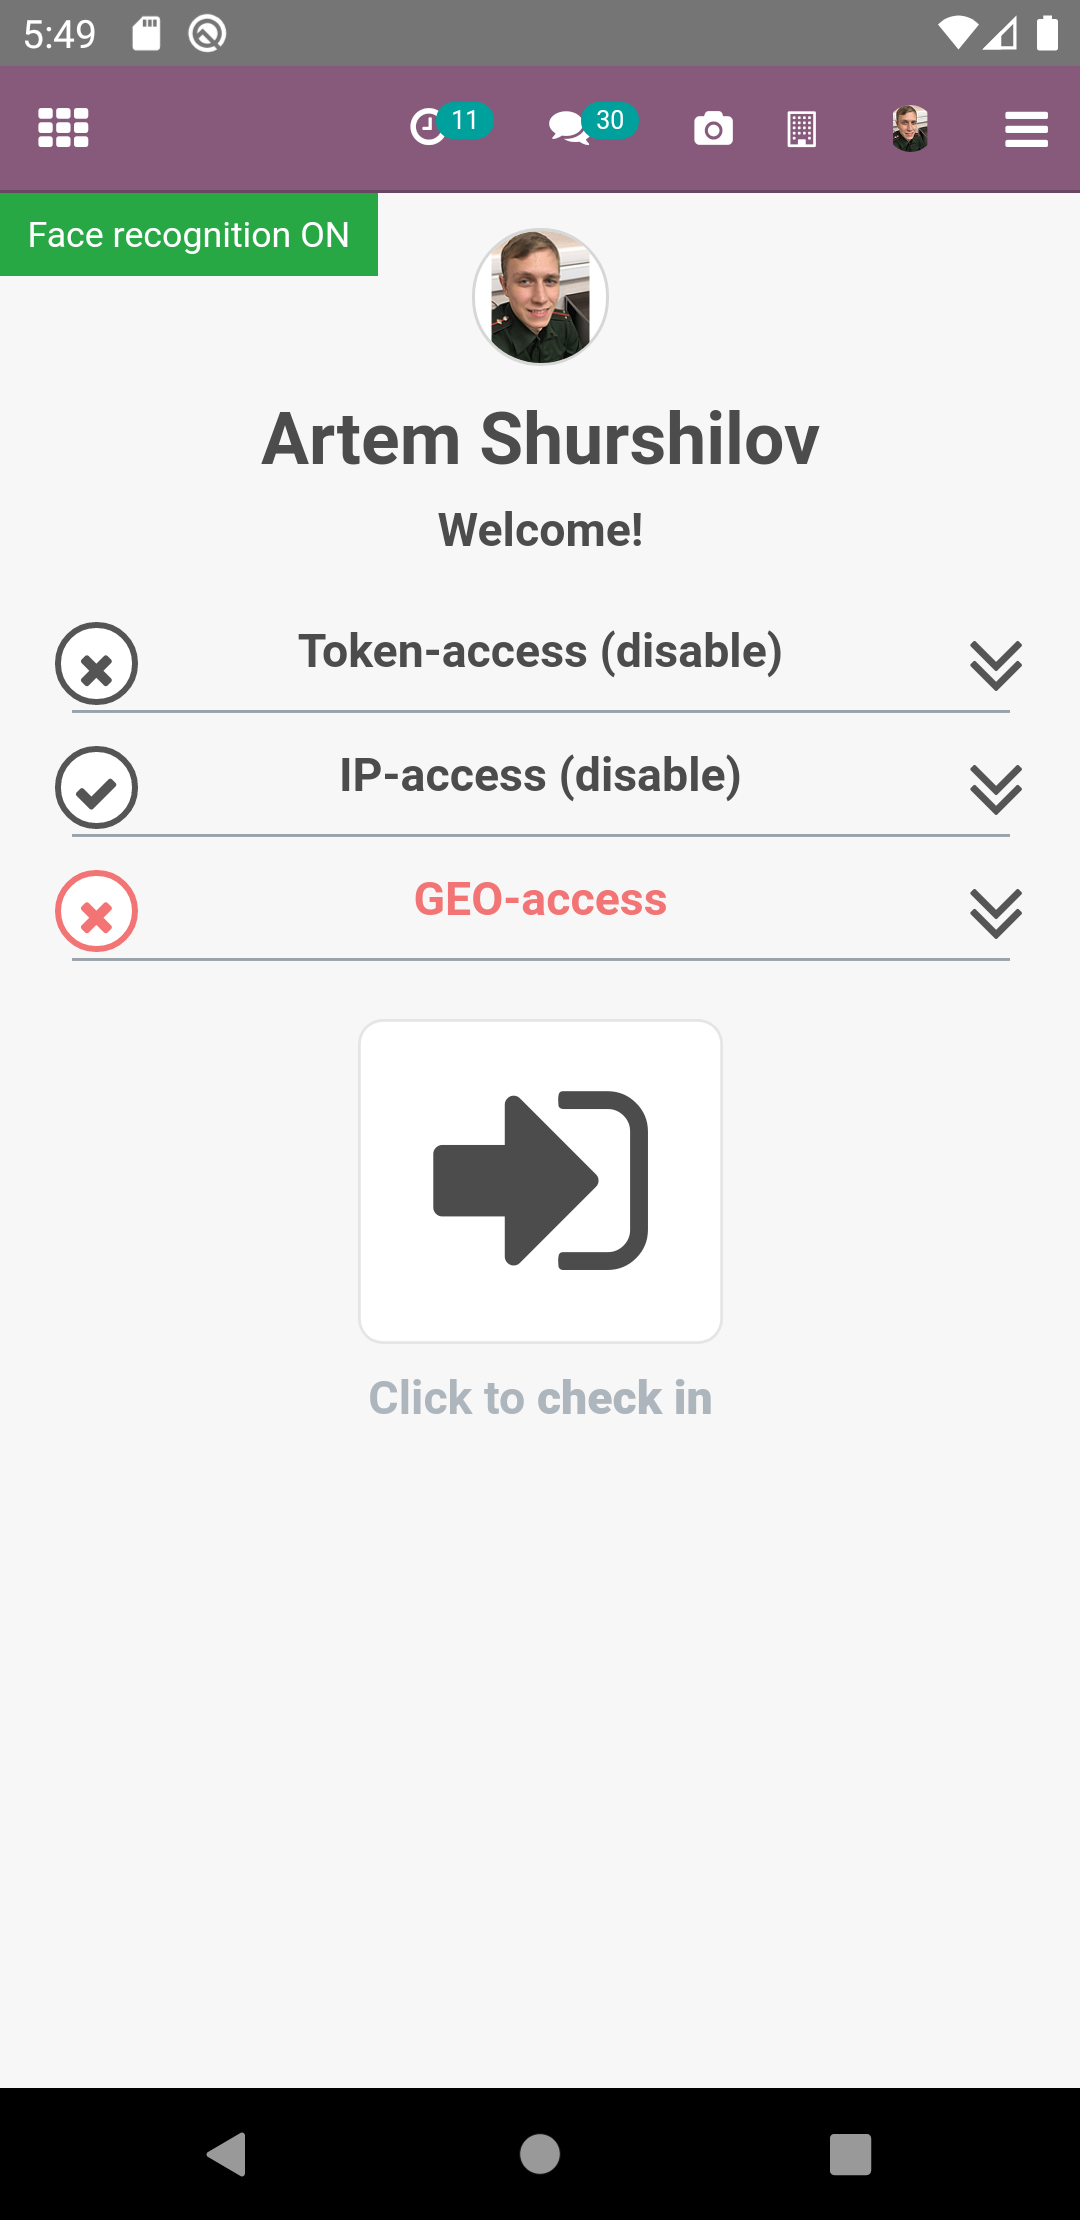 5:49
11
30
Face recognition ON
Artem Shurshilov
Welcome!
Token-access (disable)
IP-access (disable)
GEO-access
Click to check in